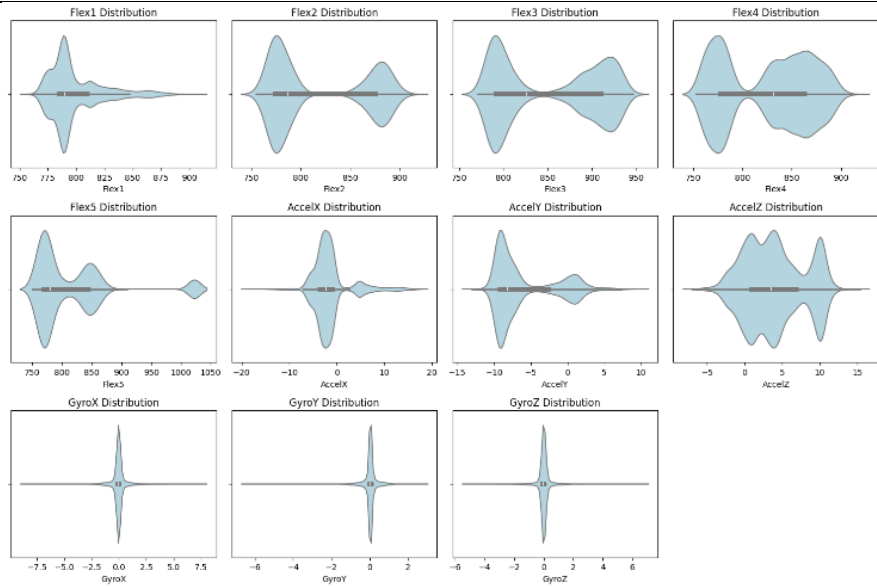 Flex1 Distribution
Flex2 Distribution
Flex3 Distribution
Flex4 Distribution
750 775 800 825 850 875 900
Flex1
750 800 850 900
Flex2
750 800 850 900 950
Flex3
750 800 850 900
Flex4
Flex5 Distribution
AccelX Distribution
AccelY Distribution
AccelZ Distribution
750 800 850 900 950 1000 1050
Flex5
−20 −10 0 10 20
AccelX
−15 −10 −5 0 5 10
AccelY
−5 0 5 10 15
AccelZ
GyroX Distribution
GyroY Distribution
GyroZ Distribution
−7.5 −5.0 −2.5 0.0 2.5 5.0 7.5
GyroX
−6 −4 −2 0 2
GyroY
−6 −4 −2 0 2 4 6
GyroZ